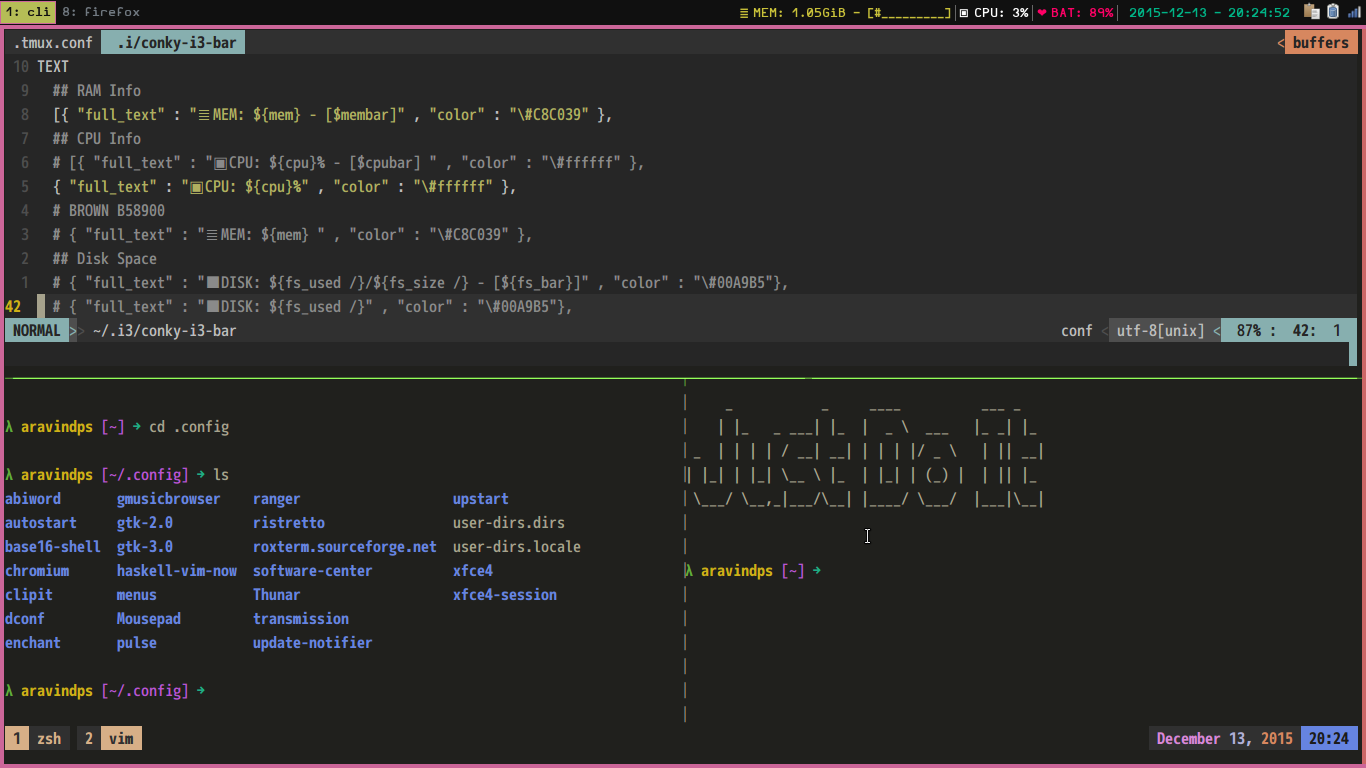 1: cli 8: firefox ≣ MEM: 1.05GiB - [#_________] ▣ CPU: 3% ❤ BAT: 89% 2015-12-13 - 20:24:52
.tmux.conf .i/conky-i3-bar < buffers
10 TEXT
9 ## RAM Info
8 [{ "full_text" : "≣MEM: ${mem} - [$membar]" , "color" : "\#C8C039" },
7 ## CPU Info
6 # [{ "full_text" : "▣CPU: ${cpu}% - [$cpubar] " , "color" : "\#ffffff" },
5 { "full_text" : "▣CPU: ${cpu}%" , "color" : "\#ffffff" },
4 # BROWN B58900
3 # { "full_text" : "≣MEM: ${mem} " , "color" : "\#C8C039" },
2 ## Disk Space
1 # { "full_text" : "■DISK: ${fs_used /}/${fs_size /} - [${fs_bar}]" , "color" : "\#00A9B5"},
42 # { "full_text" : "■DISK: ${fs_used /}" , "color" : "\#00A9B5"},
NORMAL > ~/.i3/conky-i3-bar conf < utf-8[unix] < 87% : 42: 1
λ aravindps [~] → cd .config
λ aravindps [~/.config] → ls
abiword gmusicbrowser ranger upstart
autostart gtk-2.0 ristretto user-dirs.dirs
base16-shell gtk-3.0 roxterm.sourceforge.net user-dirs.locale
chromium haskell-vim-now software-center xfce4
clipit menus Thunar xfce4-session
dconf Mousepad transmission
enchant pulse update-notifier
λ aravindps [~/.config] →
Just Do It
λ aravindps [~] →
1 zsh 2 vim December 13, 2015 20:24